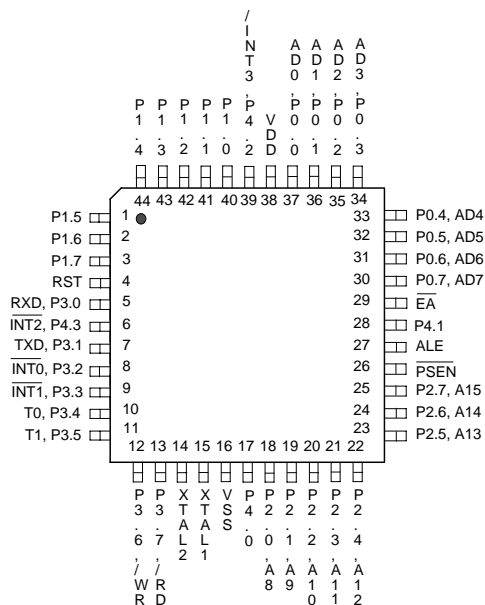 /INT3,P4.2
AD0,P0.0
AD1,P0.1
AD2,P0.2
AD3,P0.3
P1.4
P1.3
P1.2
P1.1
P1.0
VDD
44 43 42 41 40 39 38 37 36 35 34
P1.5 1
P1.6 2
P1.7 3
RST 4
RXD, P3.0 5
INT2, P4.3 6
TXD, P3.1 7
INT0, P3.2 8
INT1, P3.3 9
T0, P3.4 10
T1, P3.5 11
33 P0.4, AD4
32 P0.5, AD5
31 P0.6, AD6
30 P0.7, AD7
29 EA
28 P4.1
27 ALE
26 PSEN
25 P2.7, A15
24 P2.6, A14
23 P2.5, A13
12 13 14 15 16 17 18 19 20 21 22
P3.6,/WR
P3.7,/RD
XTAL2
XTAL1
VSS
P4.0
P2.0,A8
P2.1,A9
P2.2,A10
P2.3,A11
P2.4,A12